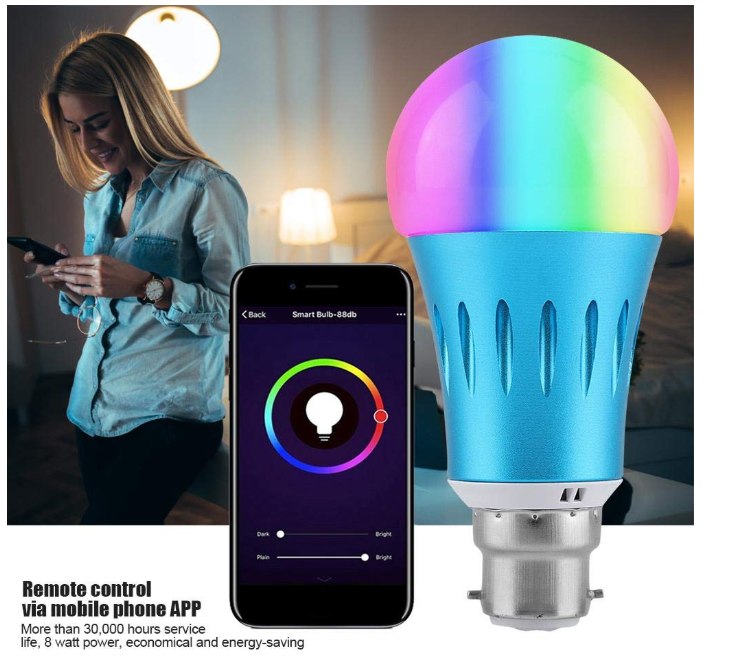 Back Smart Bulb-88db
Dark Bright
Plain Bright
Remote control
via mobile phone APP
More than 30,000 hours service
life, 8 watt power, economical and energy-saving